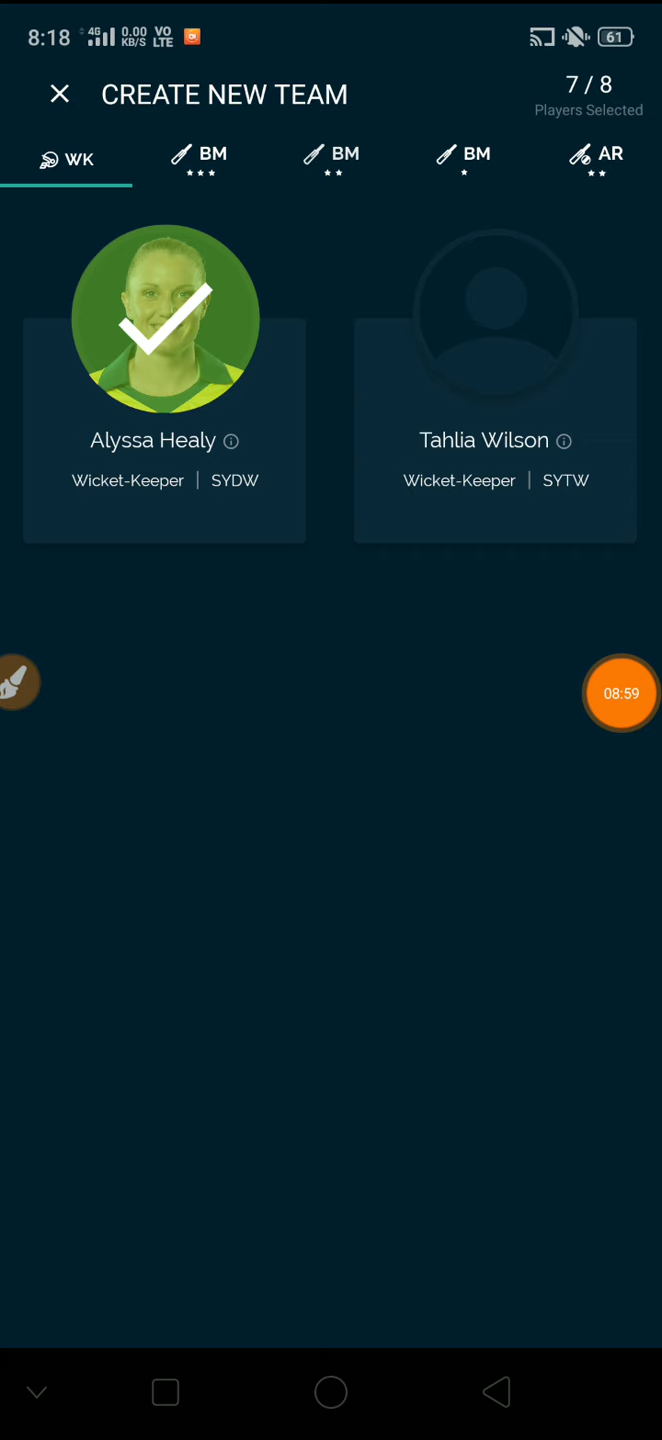 8:18 4G 0.00 KB/S VO LTE 61
CREATE NEW TEAM
7 / 8
Players Selected
WK BM BM BM AR
Alyssa Healy
Wicket-Keeper | SYDW
Tahlia Wilson
Wicket-Keeper | SYTW
08:59